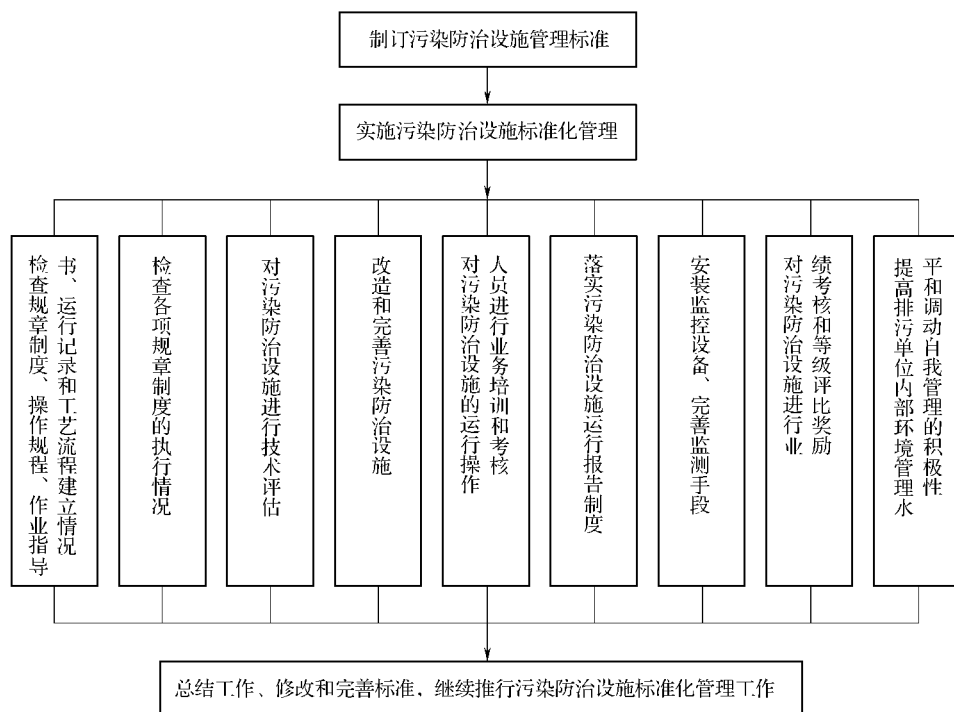 制订污染防治设施管理标准
实施污染防治设施标准化管理
检查规章制度、操作规程、作业指导
书、运行记录和工艺流程建立情况
检查各项规章制度的执行情况
对污染防治设施进行技术评估
改造和完善污染防治设施
对污染防治设施的运行操作
人员进行业务培训和考核
落实污染防治设施运行报告制度
安装监控设备、完善监测手段
对污染防治设施进行业
绩考核和等级评比奖励
提高排污单位内部环境管理水
平和调动自我管理的积极性
总结工作、修改和完善标准，继续推行污染防治设施标准化管理工作